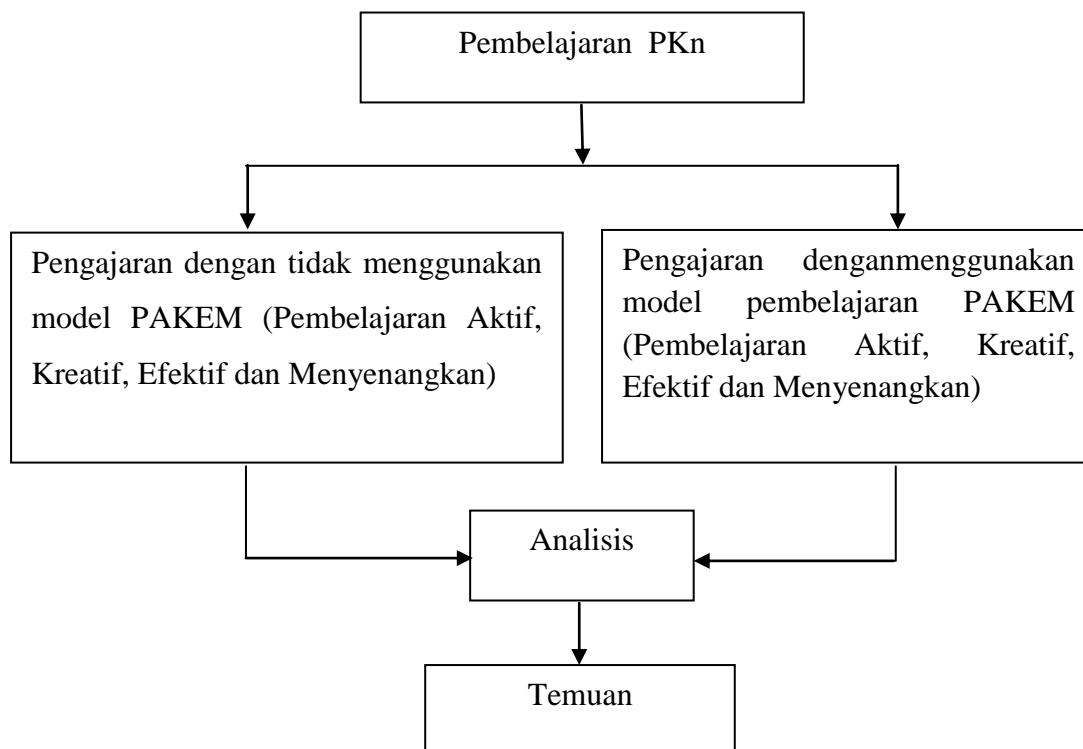 Pembelajaran PKn
Pengajaran dengan tidak menggunakan
model PAKEM (Pembelajaran Aktif,
Kreatif, Efektif dan Menyenangkan)
Pengajaran denganmenggunakan
model pembelajaran PAKEM
(Pembelajaran Aktif, Kreatif,
Efektif dan Menyenangkan)
Analisis
Temuan